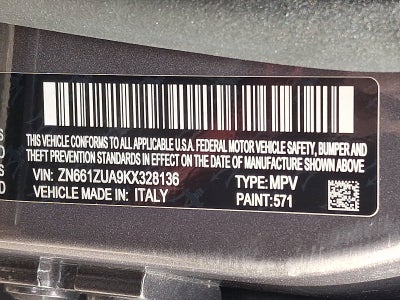 THIS VEHICLE CONFORMS TO ALL APPLICABLE U.S.A. FEDERAL MOTOR VEHICLE SAFETY, BUMPER AND
THEFT PREVENTION STANDARDS IN EFFECT ON THE DATE OF MANUFACTURE SHOWN ABOVE
VIN: ZN661ZUA9KX328136 TYPE: MPV
VEHICLE MADE IN: ITALY PAINT:571